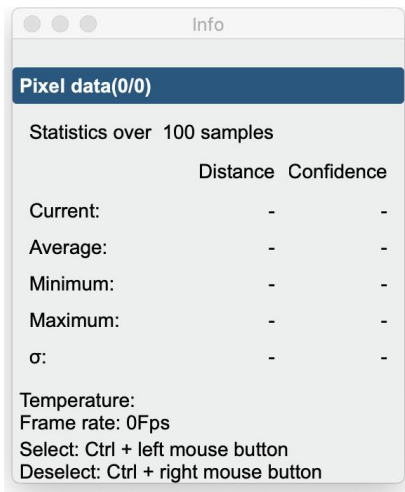 Info
Pixel data(0/0)
Statistics over 100 samples
Distance Confidence
Current: - -
Average: - -
Minimum: - -
Maximum: - -
σ: - -
Temperature:
Frame rate: 0Fps
Select: Ctrl + left mouse button
Deselect: Ctrl + right mouse button